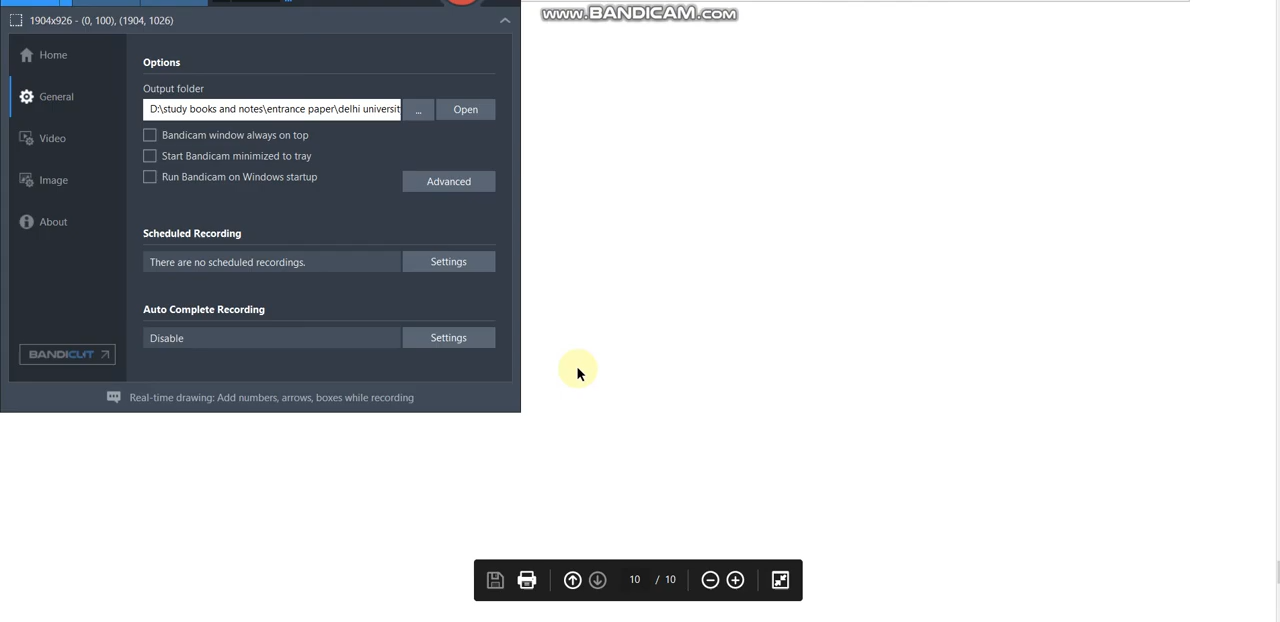 www.BANDICAM.com
1904x926 - (0, 100), (1904, 1026)
Home
General
Video
Image
About
BANDICUT
Options
Output folder
D:\study books and notes\entrance paper\delhi universit
...
Open
Bandicam window always on top
Start Bandicam minimized to tray
Run Bandicam on Windows startup
Advanced
Scheduled Recording
There are no scheduled recordings.
Settings
Auto Complete Recording
Disable
Settings
Real-time drawing: Add numbers, arrows, boxes while recording
10 / 10